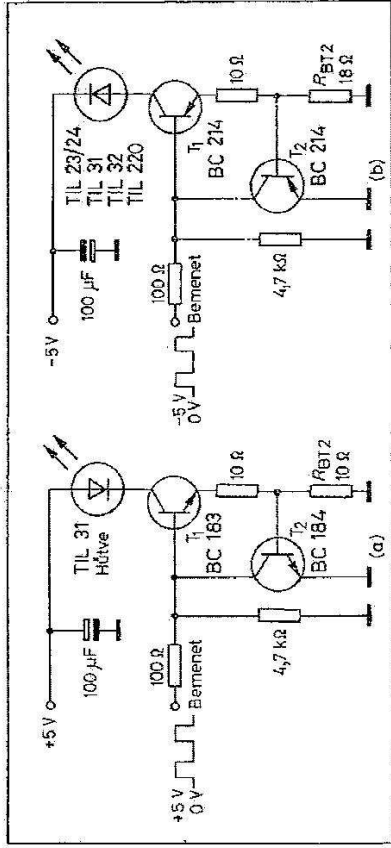 +5 V
100 µF
TIL 31
Hűtve
+5 V
0 V
100 Ω
Bemenet
T1
BC 183
10 Ω
4,7 kΩ
T2
BC 184
RBT2
10 Ω
(a)
-5 V
100 µF
TIL 23/24
TIL 31
TIL 32
TIL 220
-5 V
0 V
100 Ω
Bemenet
T1
BC 214
10 Ω
4,7 kΩ
T2
BC 214
RBT2
18 Ω
(b)